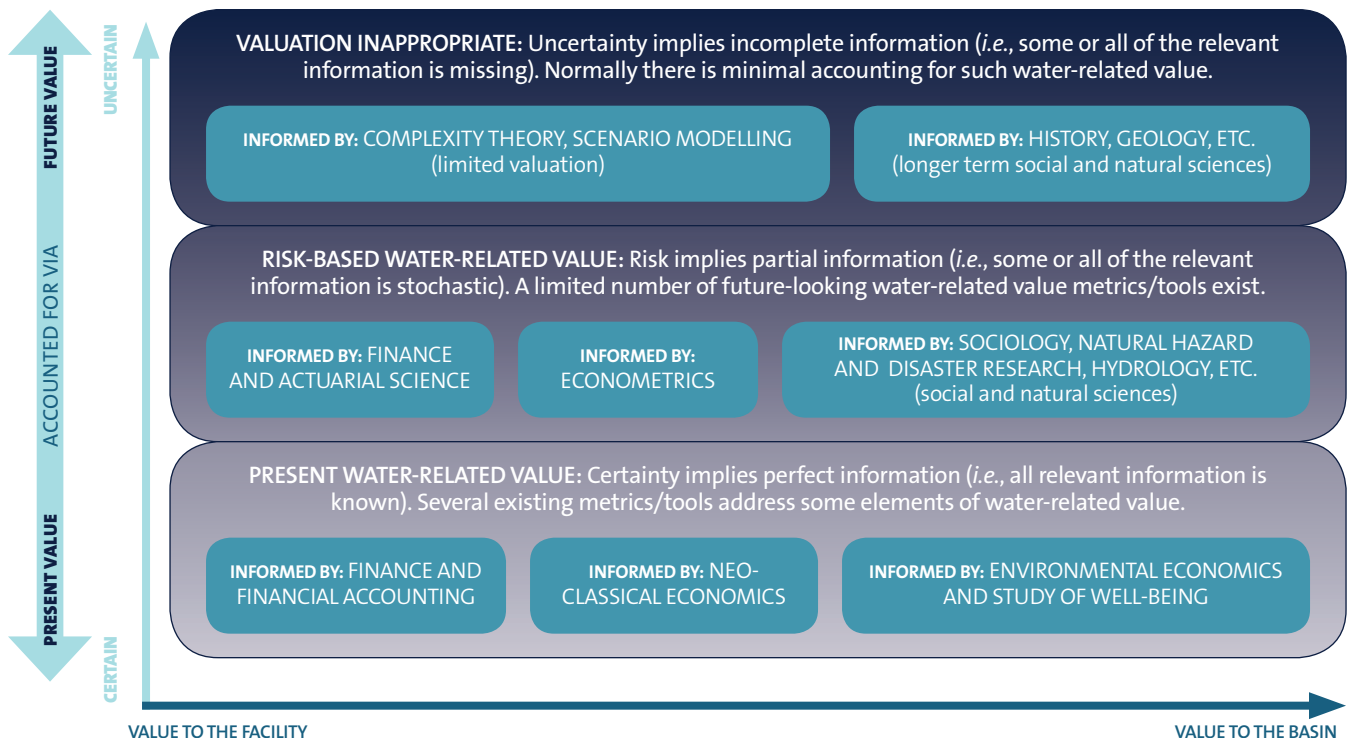 FUTURE VALUE
ACCOUNTED FOR VIA
PRESENT VALUE
UNCERTAIN
CERTAIN
VALUATION INAPPROPRIATE: Uncertainty implies incomplete information (i.e., some or all of the relevant
information is missing). Normally there is minimal accounting for such water-related value.
INFORMED BY: COMPLEXITY THEORY, SCENARIO MODELLING
(limited valuation)
INFORMED BY: HISTORY, GEOLOGY, ETC.
(longer term social and natural sciences)
RISK-BASED WATER-RELATED VALUE: Risk implies partial information (i.e., some or all of the relevant
information is stochastic). A limited number of future-looking water-related value metrics/tools exist.
INFORMED BY: FINANCE
AND ACTUARIAL SCIENCE
INFORMED BY:
ECONOMETRICS
INFORMED BY: SOCIOLOGY, NATURAL HAZARD
AND DISASTER RESEARCH, HYDROLOGY, ETC.
(social and natural sciences)
PRESENT WATER-RELATED VALUE: Certainty implies perfect information (i.e., all relevant information is
known). Several existing metrics/tools address some elements of water-related value.
INFORMED BY: FINANCE AND
FINANCIAL ACCOUNTING
INFORMED BY: NEO-
CLASSICAL ECONOMICS
INFORMED BY: ENVIRONMENTAL ECONOMICS
AND STUDY OF WELL-BEING
VALUE TO THE FACILITY
VALUE TO THE BASIN